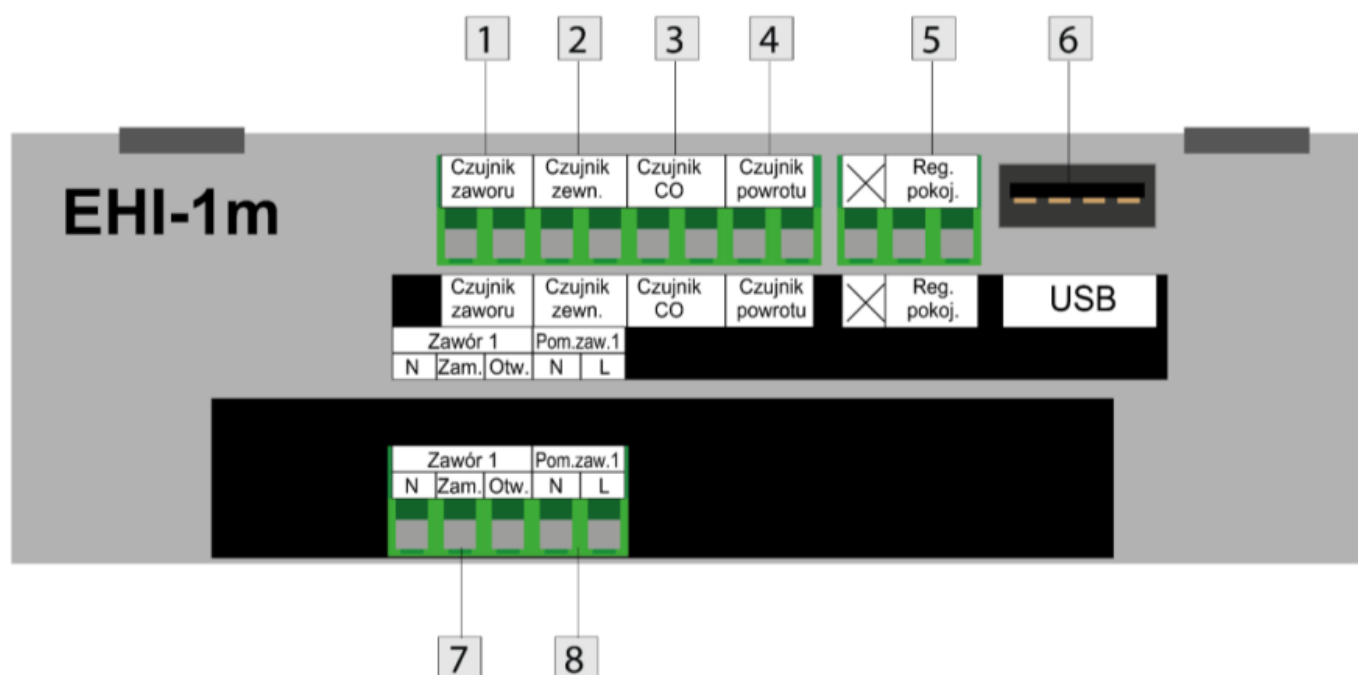 1 2 3 4 5 6
EHI-1m
Czujnik zaworu
Czujnik zewn.
Czujnik CO
Czujnik powrotu
Reg. pokoj.
Czujnik zaworu
Czujnik zewn.
Czujnik CO
Czujnik powrotu
Reg. pokoj.
USB
Zawór 1 Pom.zaw.1
N Zam. Otw. N L
Zawór 1 Pom.zaw.1
N Zam. Otw. N L
7 8